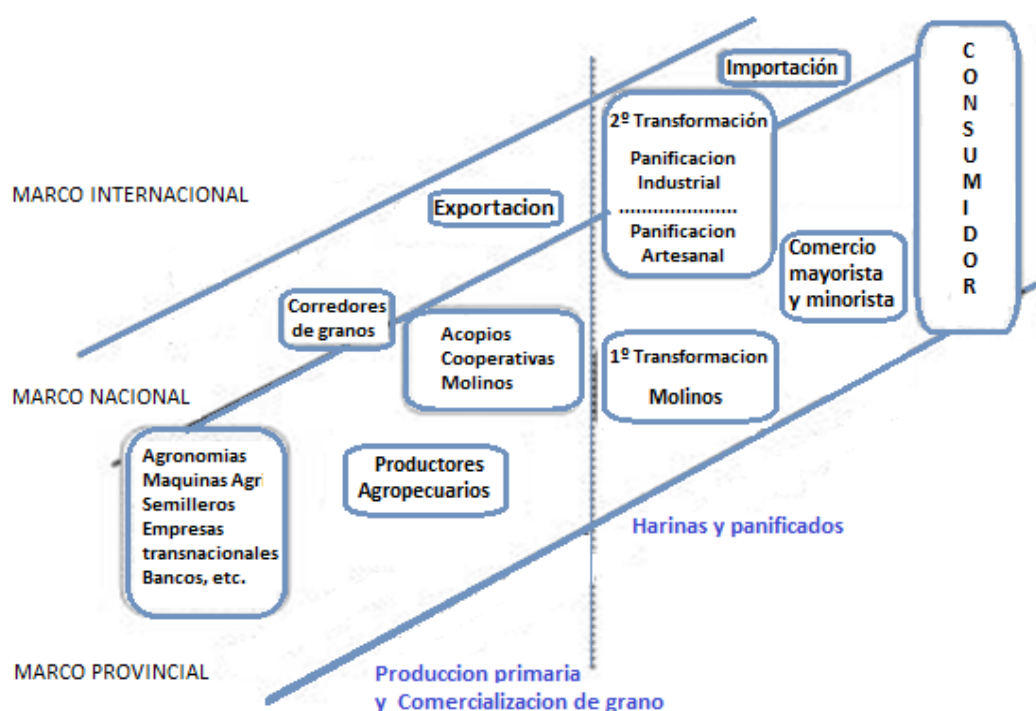 Importación
C
O
N
S
U
M
I
D
O
R
2º Transformación
Panificacion
Industrial
......................
Panificacion
Artesanal
MARCO INTERNACIONAL
Exportacion
Comercio
mayorista
y minorista
Corredores
de granos
Acopios
Cooperativas
Molinos
1º Transformacion
Molinos
MARCO NACIONAL
Agronomias
Maquinas Agri
Semilleros
Empresas
transnacionales
Bancos, etc.
Productores
Agropecuarios
Harinas y panificados
MARCO PROVINCIAL
Produccion primaria
y Comercializacion de grano